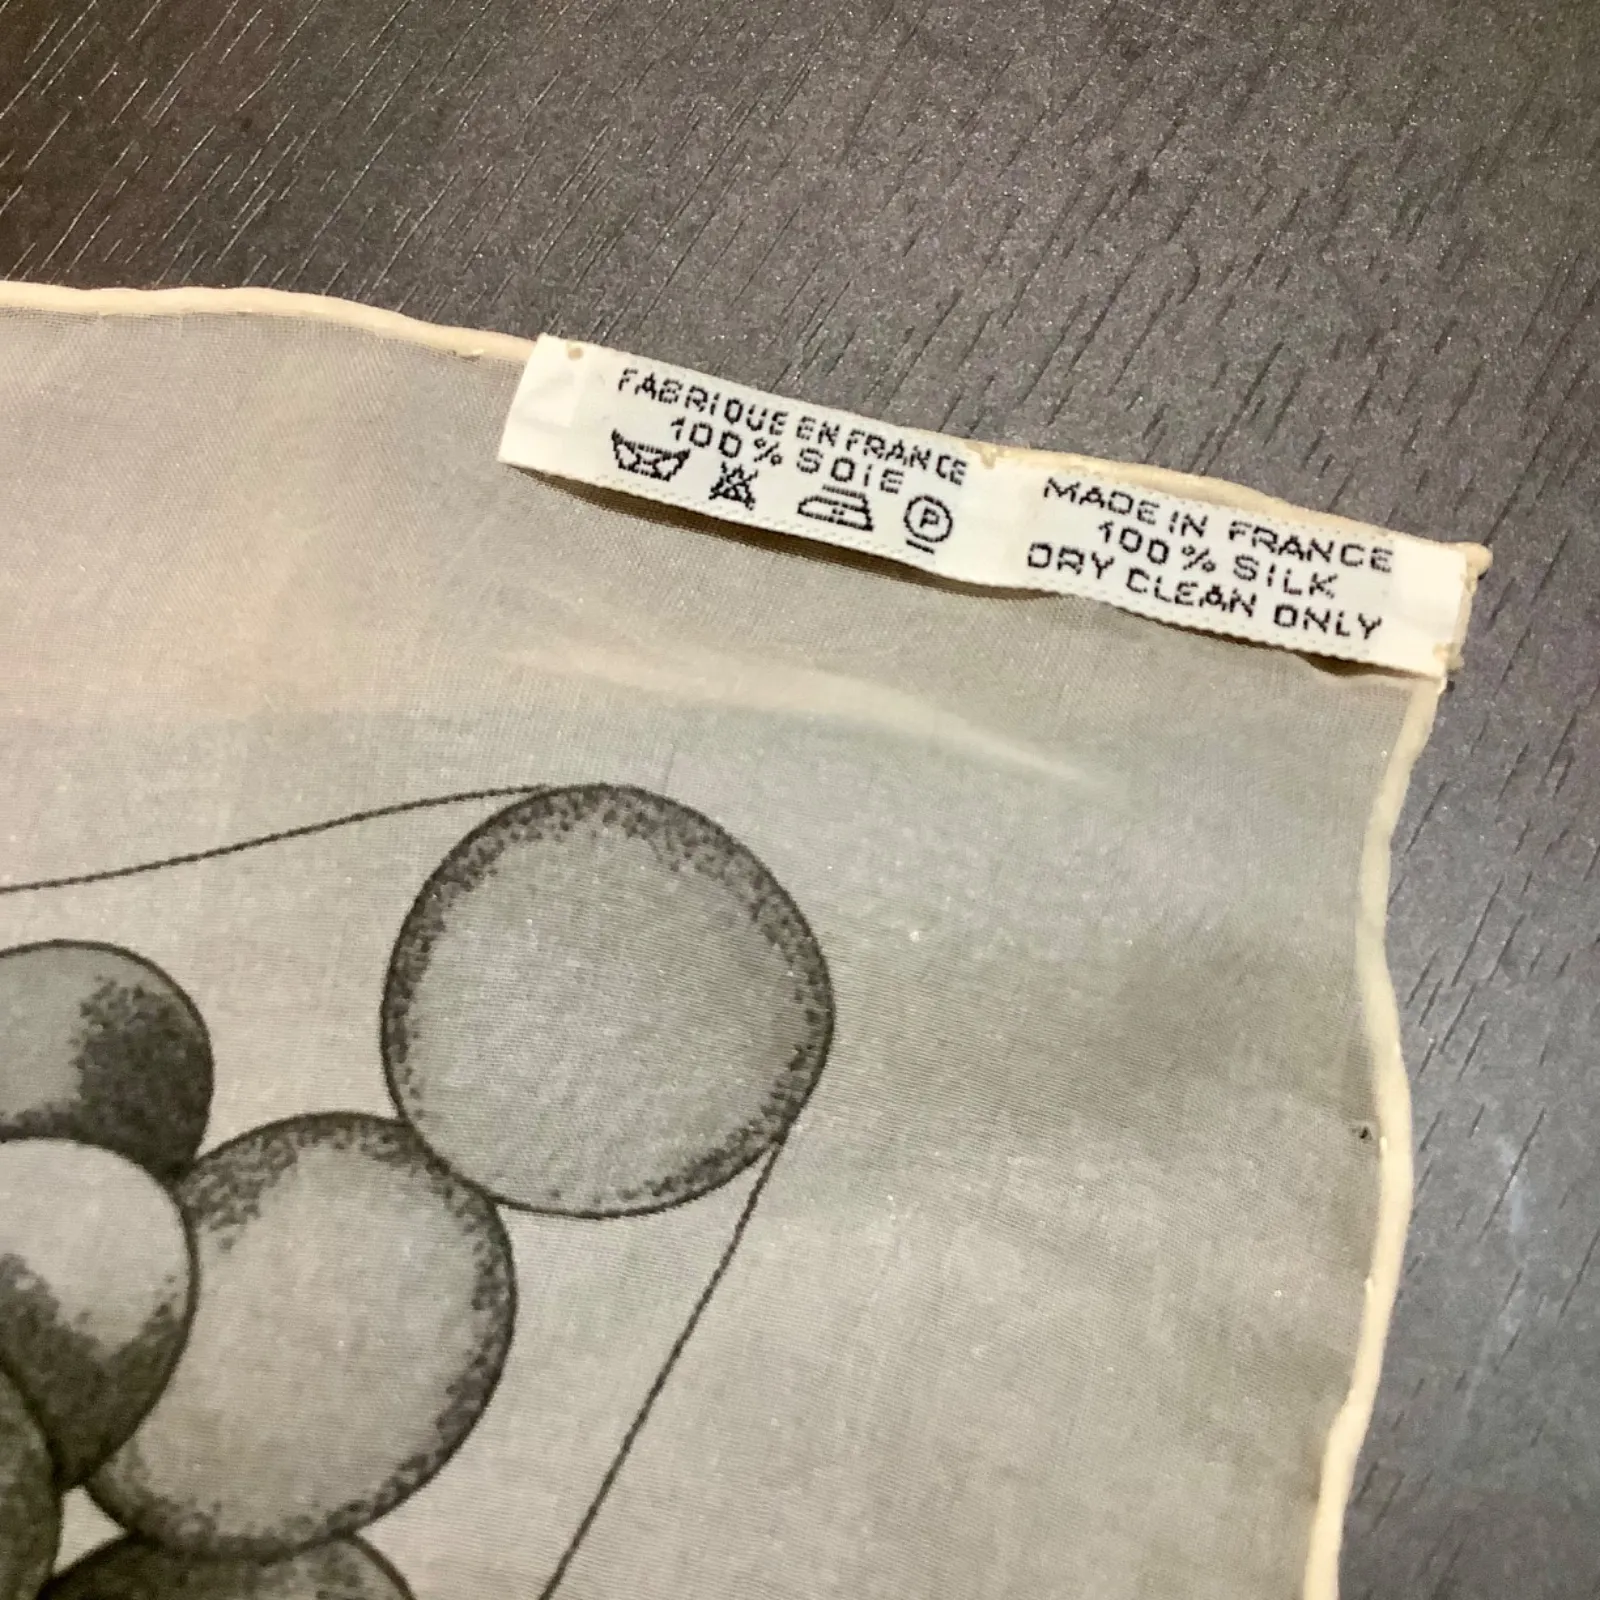 FABRIQUE EN FRANCE
100% SOIE
P
MADE IN FRANCE
100% SILK
DRY CLEAN ONLY